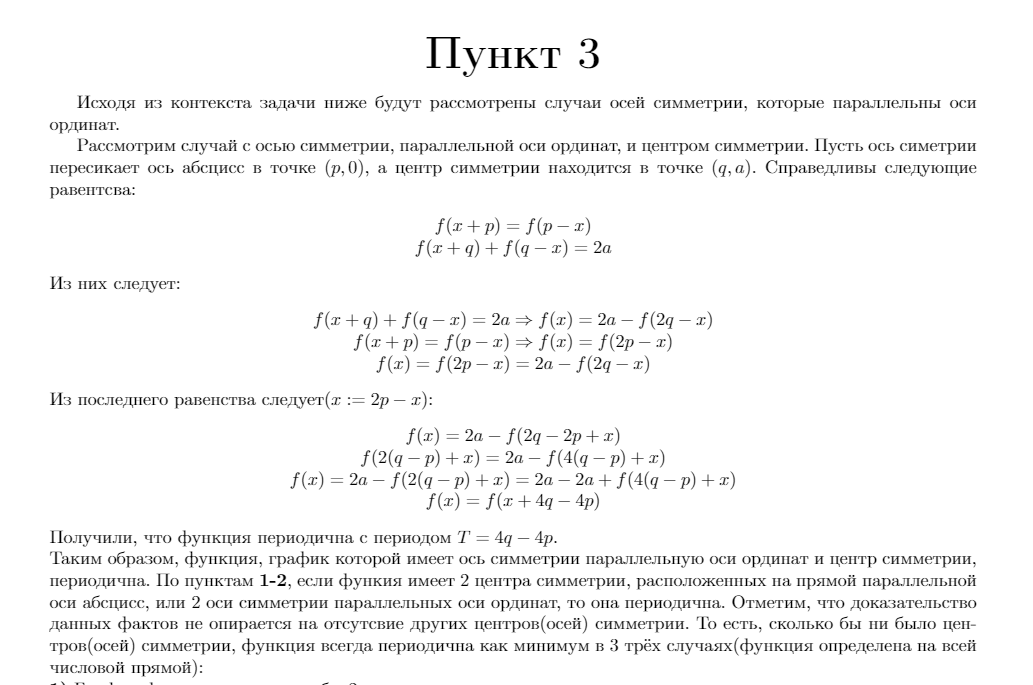 Пункт 3
Исходя из контекста задачи ниже будут рассмотрены случаи осей симметрии, которые параллельны оси
ординат.
Рассмотрим случай с осью симметрии, параллельной оси ординат, и центром симметрии. Пусть ось симетрии
пересикает ось абсцисс в точке (p, 0), а центр симметрии находится в точке (q, a). Справедливы следующие
равентсва:
f(x + p) = f(p − x)
f(x + q) + f(q − x) = 2a
Из них следует:
f(x + q) + f(q − x) = 2a ⇒ f(x) = 2a − f(2q − x)
f(x + p) = f(p − x) ⇒ f(x) = f(2p − x)
f(x) = f(2p − x) = 2a − f(2q − x)
Из последнего равенства следует(x := 2p − x):
f(x) = 2a − f(2q − 2p + x)
f(2(q − p) + x) = 2a − f(4(q − p) + x)
f(x) = 2a − f(2(q − p) + x) = 2a − 2a + f(4(q − p) + x)
f(x) = f(x + 4q − 4p)
Получили, что функция периодична с периодом T = 4q − 4p.
Таким образом, функция, график которой имеет ось симметрии параллельную оси ординат и центр симметрии,
периодична. По пунктам 1-2, если функия имеет 2 центра симметрии, расположенных на прямой параллельной
оси абсцисс, или 2 оси симметрии параллельных оси ординат, то она периодична. Отметим, что доказательство
данных фактов не опирается на отсутсвие других центров(осей) симметрии. То есть, сколько бы ни было цен-
тров(осей) симметрии, функция всегда периодична как минимум в 3 трёх случаях(функция определена на всей
числовой прямой):